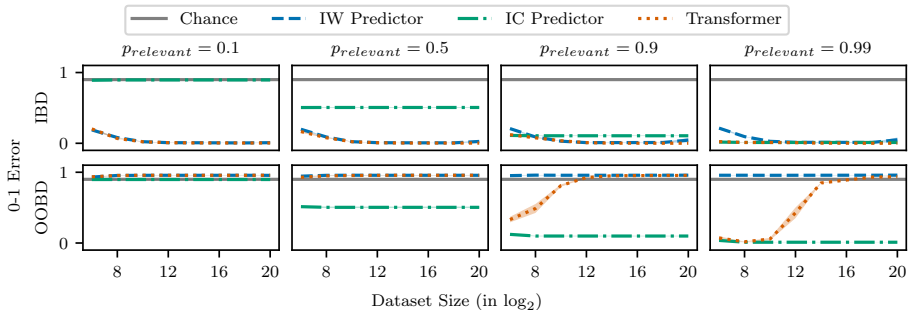 Chance IW Predictor IC Predictor Transformer
p_relevant = 0.1 p_relevant = 0.5 p_relevant = 0.9 p_relevant = 0.99
0-1 Error
IBD
1
0
OOBD
1
0
8 12 16 20 8 12 16 20 8 12 16 20 8 12 16 20
Dataset Size (in log₂)